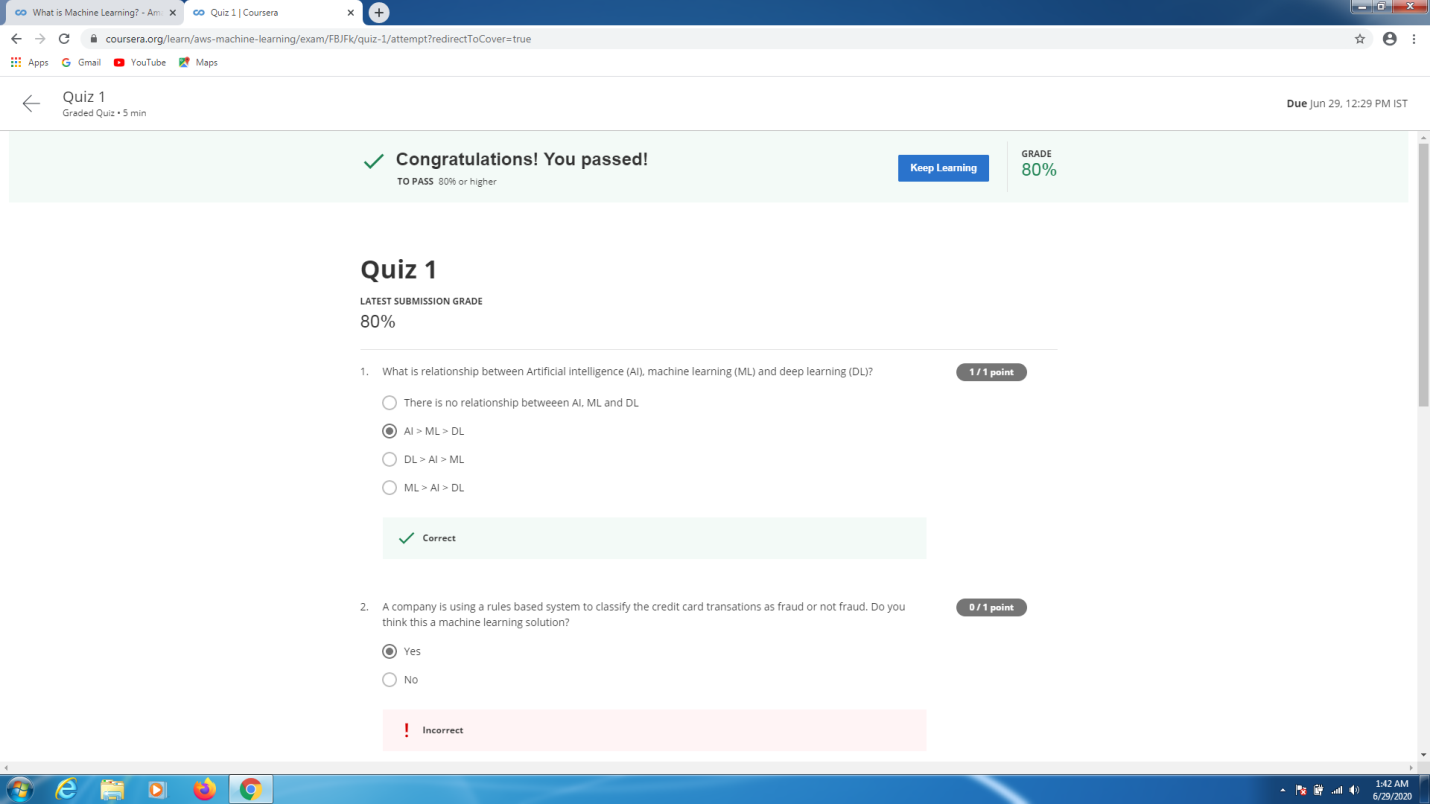 What is Machine Learning? - Ama
Quiz 1 | Coursera
coursera.org/learn/aws-machine-learning/exam/FBJFk/quiz-1/attempt?redirectToCover=true
Apps
Gmail
YouTube
Maps
Quiz 1
Graded Quiz • 5 min
Due Jun 29, 12:29 PM IST
Congratulations! You passed!
TO PASS 80% or higher
Keep Learning
GRADE
80%
Quiz 1
LATEST SUBMISSION GRADE
80%
1. What is relationship between Artificial intelligence (AI), machine learning (ML) and deep learning (DL)?
1 / 1 point
There is no relationship betweeen AI, ML and DL
AI > ML > DL
DL > AI > ML
ML > AI > DL
Correct
2. A company is using a rules based system to classify the credit card transations as fraud or not fraud. Do you
think this a machine learning solution?
0 / 1 point
Yes
No
Incorrect
1:42 AM
6/29/2020